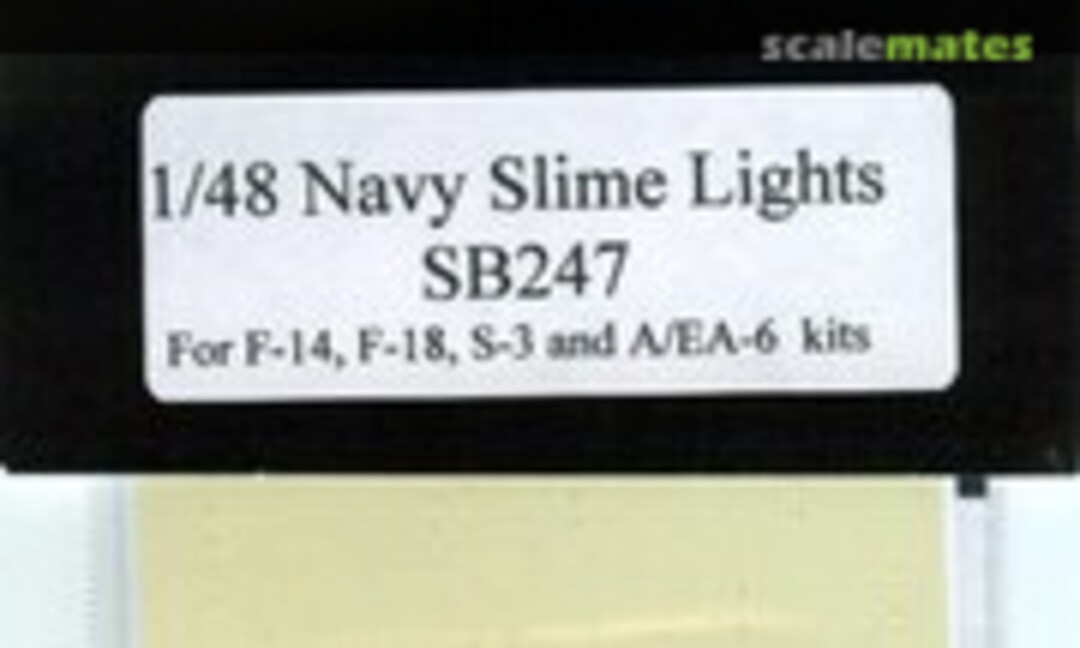 scalemates
1/48 Navy Slime Lights
SB247
For F-14, F-18, S-3 and A/EA-6 kits